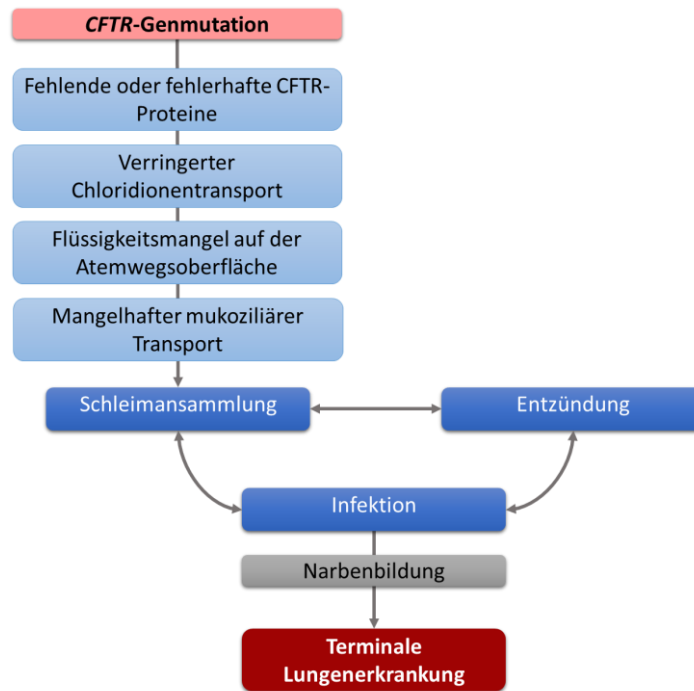 CFTR-Genmutation
Fehlende oder fehlerhafte CFTR-
Proteine
Verringerter
Chloridionentransport
Flüssigkeitsmangel auf der
Atemwegsoberfläche
Mangelhafter mukoziliärer
Transport
Schleimansammlung
Entzündung
Infektion
Narbenbildung
Terminale
Lungenerkrankung